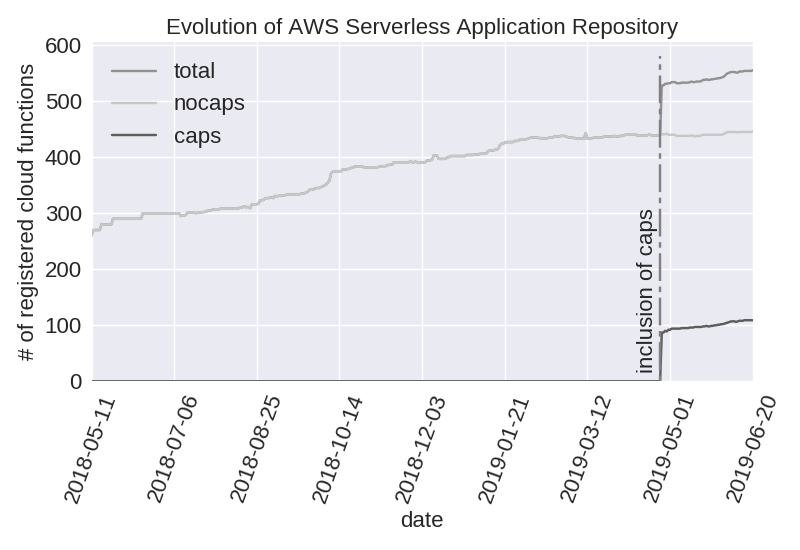 Evolution of AWS Serverless Application Repository
# of registered cloud functions
600
500
400
300
200
100
0
total
nocaps
caps
inclusion of caps
2018-05-11
2018-07-06
2018-08-25
2018-10-14
2018-12-03
2019-01-21
2019-03-12
2019-05-01
2019-06-20
date